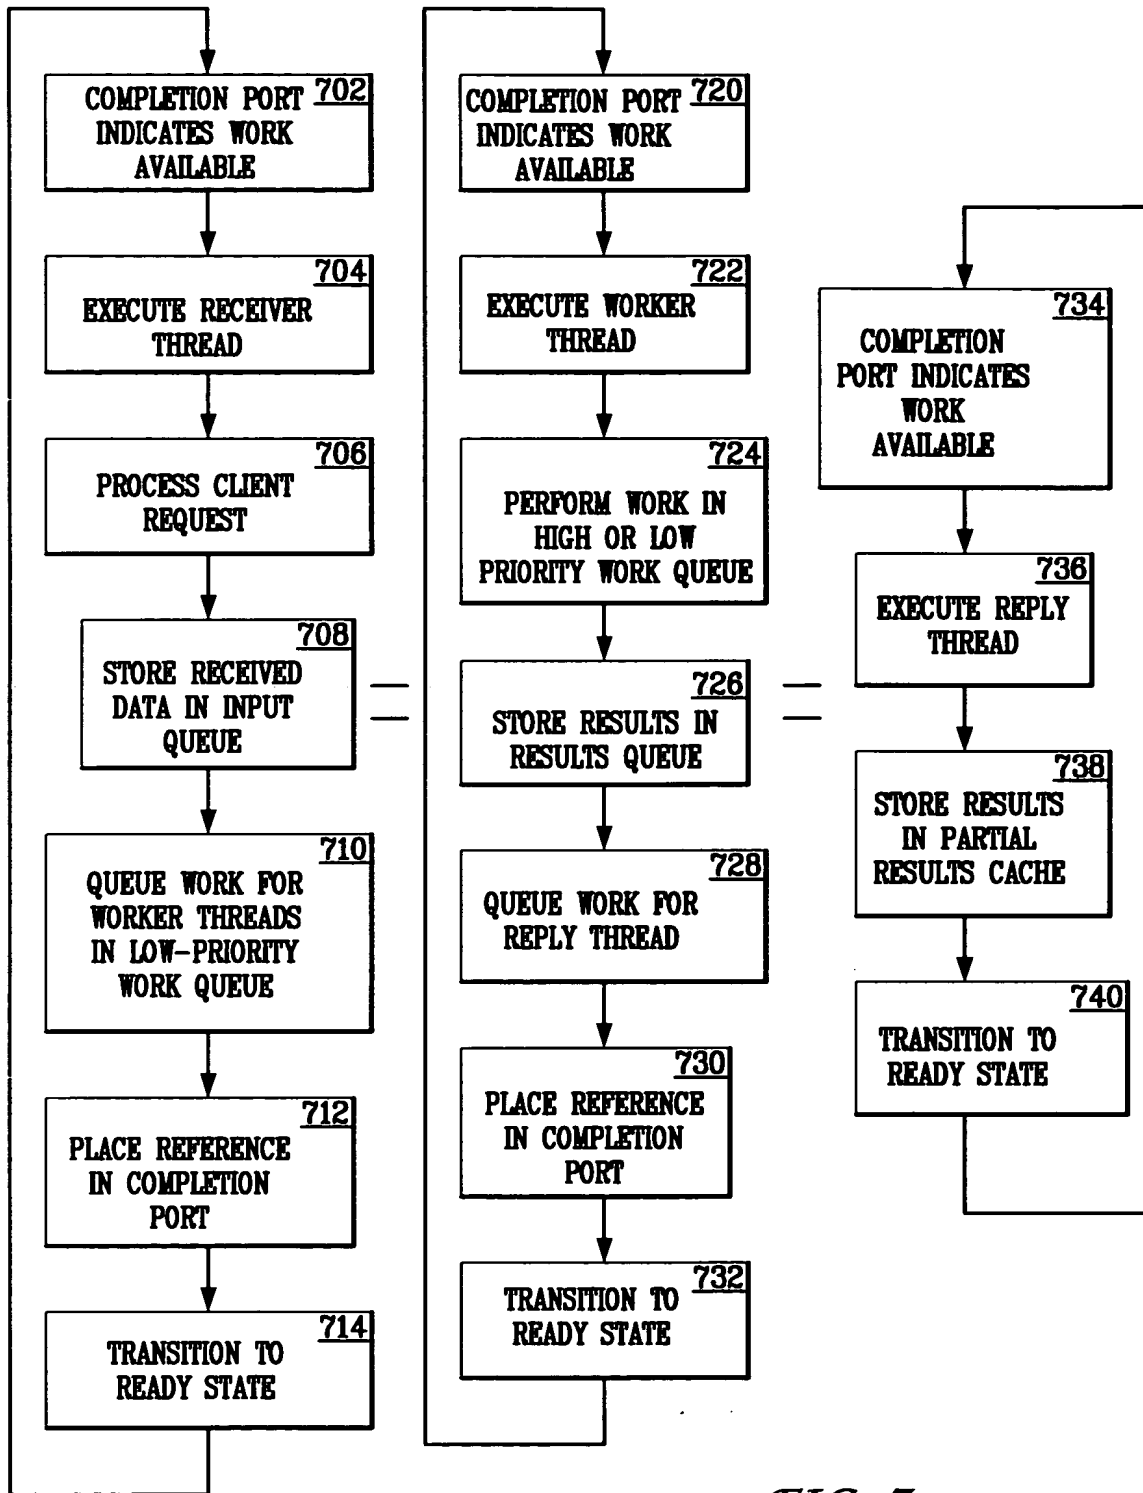 702
COMPLETION PORT
INDICATES WORK
AVAILABLE
704
EXECUTE RECEIVER
THREAD
706
PROCESS CLIENT
REQUEST
708
STORE RECEIVED
DATA IN INPUT
QUEUE
710
QUEUE WORK FOR
WORKER THREADS
IN LOW-PRIORITY
WORK QUEUE
712
PLACE REFERENCE
IN COMPLETION
PORT
714
TRANSITION TO
READY STATE
720
COMPLETION PORT
INDICATES WORK
AVAILABLE
722
EXECUTE WORKER
THREAD
724
PERFORM WORK IN
HIGH OR LOW
PRIORITY WORK QUEUE
726
STORE RESULTS IN
RESULTS QUEUE
728
QUEUE WORK FOR
REPLY THREAD
730
PLACE REFERENCE
IN COMPLETION
PORT
732
TRANSITION TO
READY STATE
734
COMPLETION
PORT INDICATES
WORK
AVAILABLE
736
EXECUTE REPLY
THREAD
738
STORE RESULTS
IN PARTIAL
RESULTS CACHE
740
TRANSITION TO
READY STATE